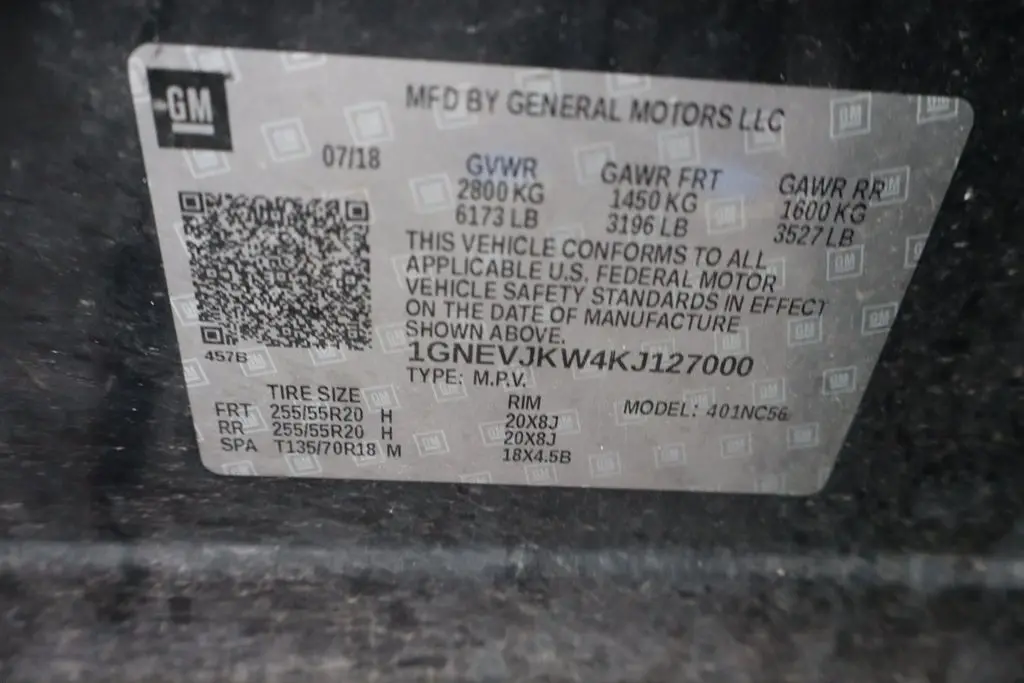 GM
MFD BY GENERAL MOTORS LLC
07/18
GVWR GAWR FRT GAWR RR
2800 KG 1450 KG 1600 KG
6173 LB 3196 LB 3527 LB
THIS VEHICLE CONFORMS TO ALL
APPLICABLE U.S. FEDERAL MOTOR
VEHICLE SAFETY STANDARDS IN EFFECT
ON THE DATE OF MANUFACTURE
SHOWN ABOVE.
457B
1GNEVJKW4KJ127000
TYPE: M.P.V.
TIRE SIZE RIM MODEL: 401NC56
FRT 255/55R20 H 20X8J
RR 255/55R20 H 20X8J
SPA T135/70R18 M 18X4.5B